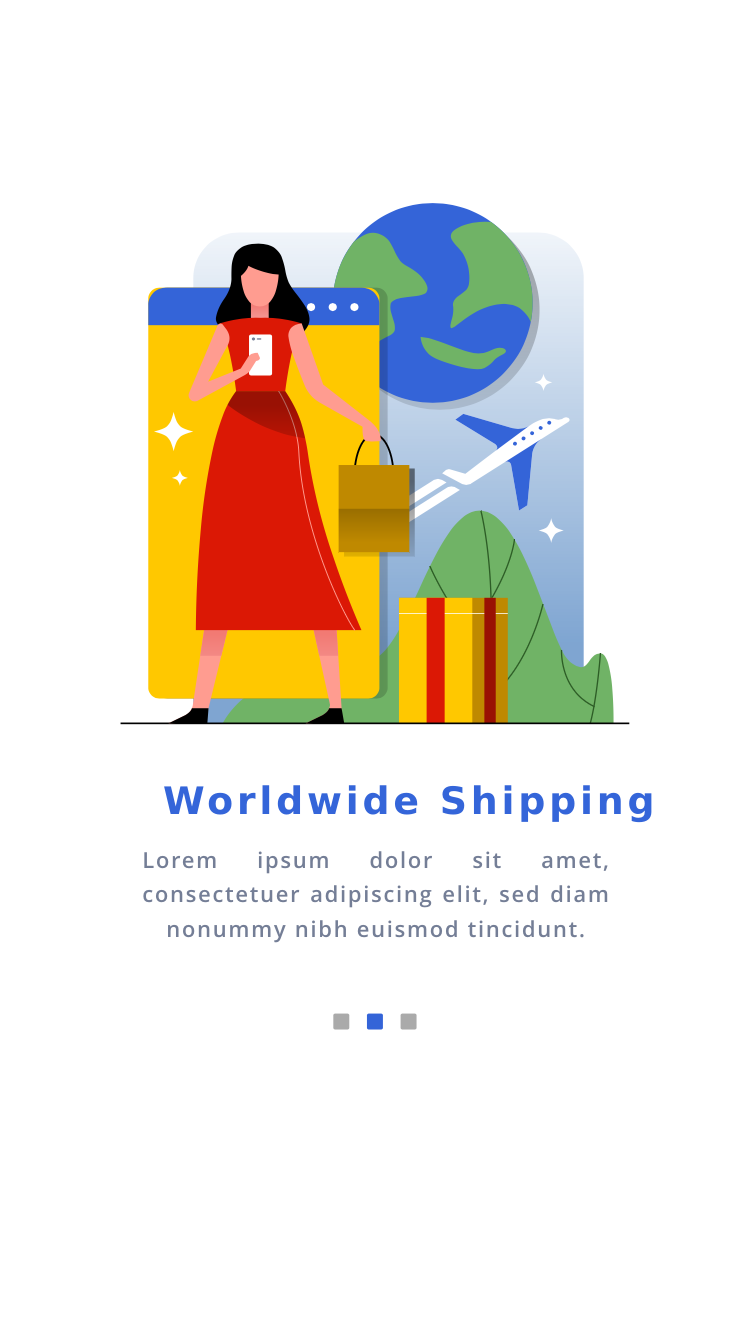 Worldwide Shipping
Lorem ipsum dolor sit amet,
consectetuer adipiscing elit, sed diam
nonummy nibh euismod tincidunt.